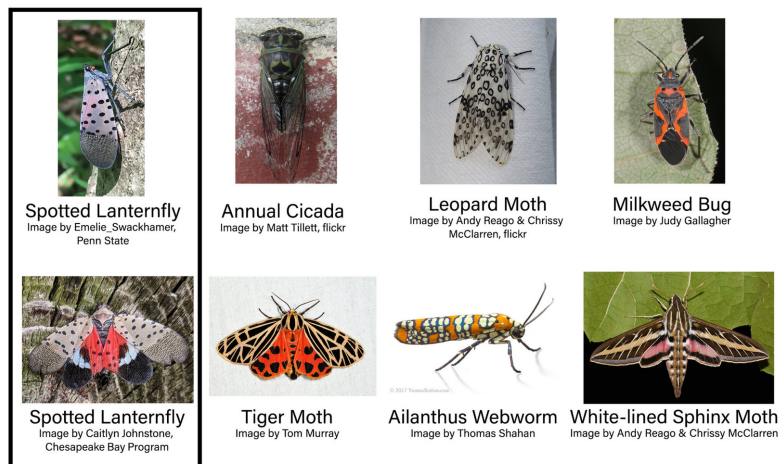 Spotted Lanternfly
Image by Emelie_Swackhamer,
Penn State
Annual Cicada
Image by Matt Tillett, flickr
Leopard Moth
Image by Andy Reago & Chrissy
McClarren, flickr
Milkweed Bug
Image by Judy Gallagher
Spotted Lanternfly
Image by Caitlyn Johnstone,
Chesapeake Bay Program
Tiger Moth
Image by Tom Murray
© 2017 ThomasShahan.com
Ailanthus Webworm
Image by Thomas Shahan
White-lined Sphinx Moth
Image by Andy Reago & Chrissy McClarren